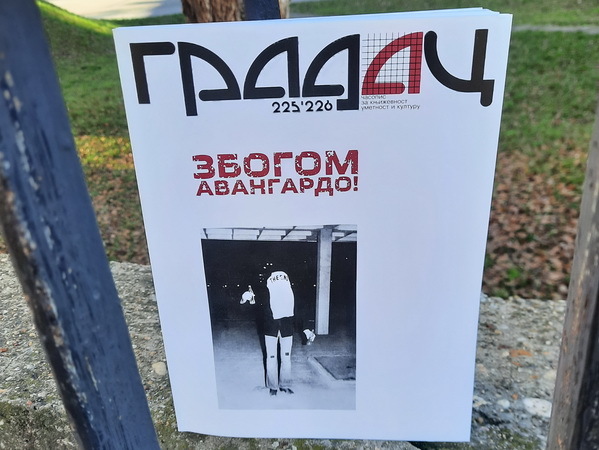 ГРАДАЦ
225'226
часопис
за књижевност
уметност и културу
ЗБОГОМ
АВАНГАРДО!